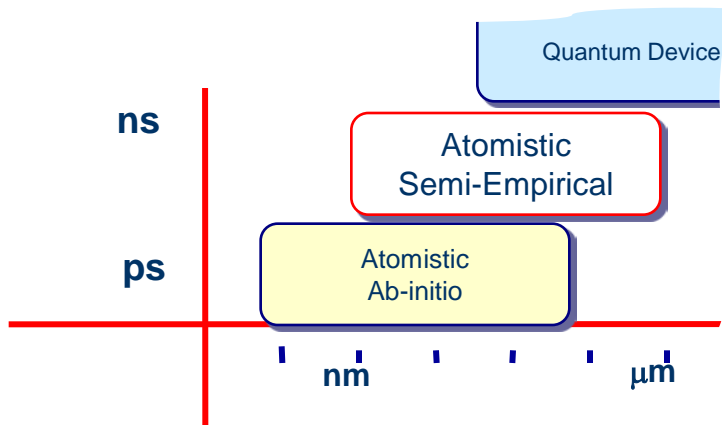 Quantum Device
ns
Atomistic
Semi-Empirical
ps
Atomistic
Ab-initio
nm
μm